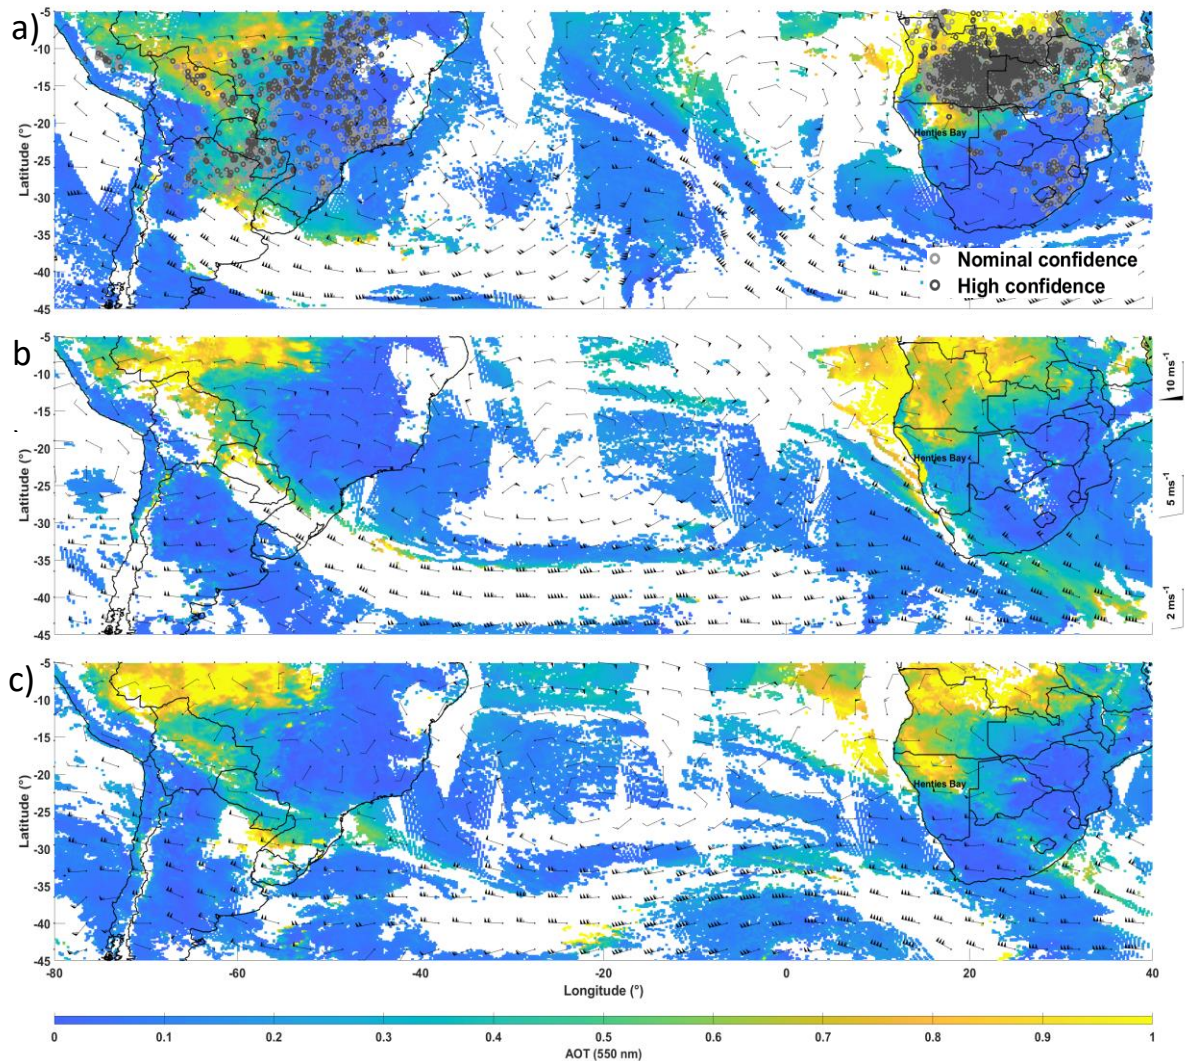 a)
-5
-10
-15
-20
-25
-30
-35
-40
-45
Latitude (°)
Henties Bay
Nominal confidence
High confidence
b
-5
-10
-15
-20
-25
-30
-35
-40
-45
Latitude (°)
Henties Bay
10 ms⁻¹
5 ms⁻¹
2 ms⁻¹
c)
-5
-10
-15
-20
-25
-30
-35
-40
-45
Latitude (°)
Henties Bay
-80 -60 -40 -20 0 20 40
Longitude (°)
0 0.1 0.2 0.3 0.4 0.5 0.6 0.7 0.8 0.9 1
AOT (550 nm)